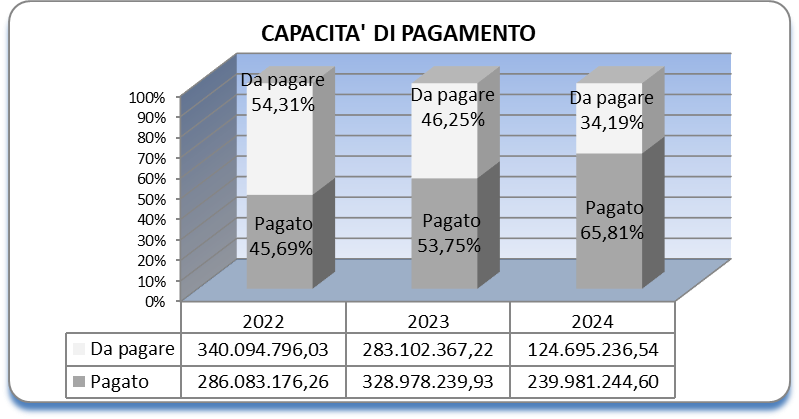 CAPACITA' DI PAGAMENTO
100%
90%
80%
70%
60%
50%
40%
30%
20%
10%
0%
Da pagare
54,31%
Pagato
45,69%
Da pagare
46,25%
Pagato
53,75%
Da pagare
34,19%
Pagato
65,81%
2022 2023 2024
Da pagare 340.094.796,03 283.102.367,22 124.695.236,54
Pagato 286.083.176,26 328.978.239,93 239.981.244,60